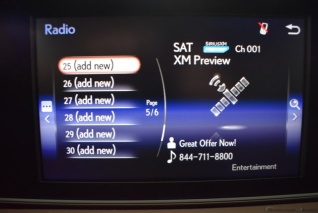 Radio
SAT SIRIUSXM Ch 001
XM Preview
25 (add new)
26 (add new)
27 (add new)
28 (add new)
29 (add new)
30 (add new)
Page
5/6
Great Offer Now!
844-711-8800
Entertainment